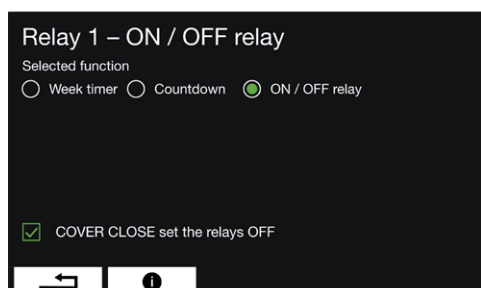 Relay 1 – ON / OFF relay
Selected function
Week timer Countdown ON / OFF relay
COVER CLOSE set the relays OFF